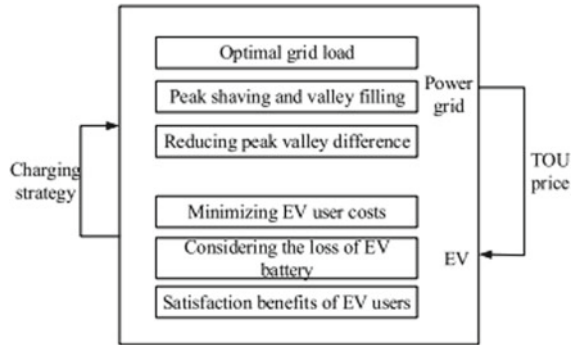 Optimal grid load
Peak shaving and valley filling
Power
grid
Reducing peak valley difference
Charging
strategy
TOU
price
Minimizing EV user costs
Considering the loss of EV
battery
EV
Satisfaction benefits of EV users